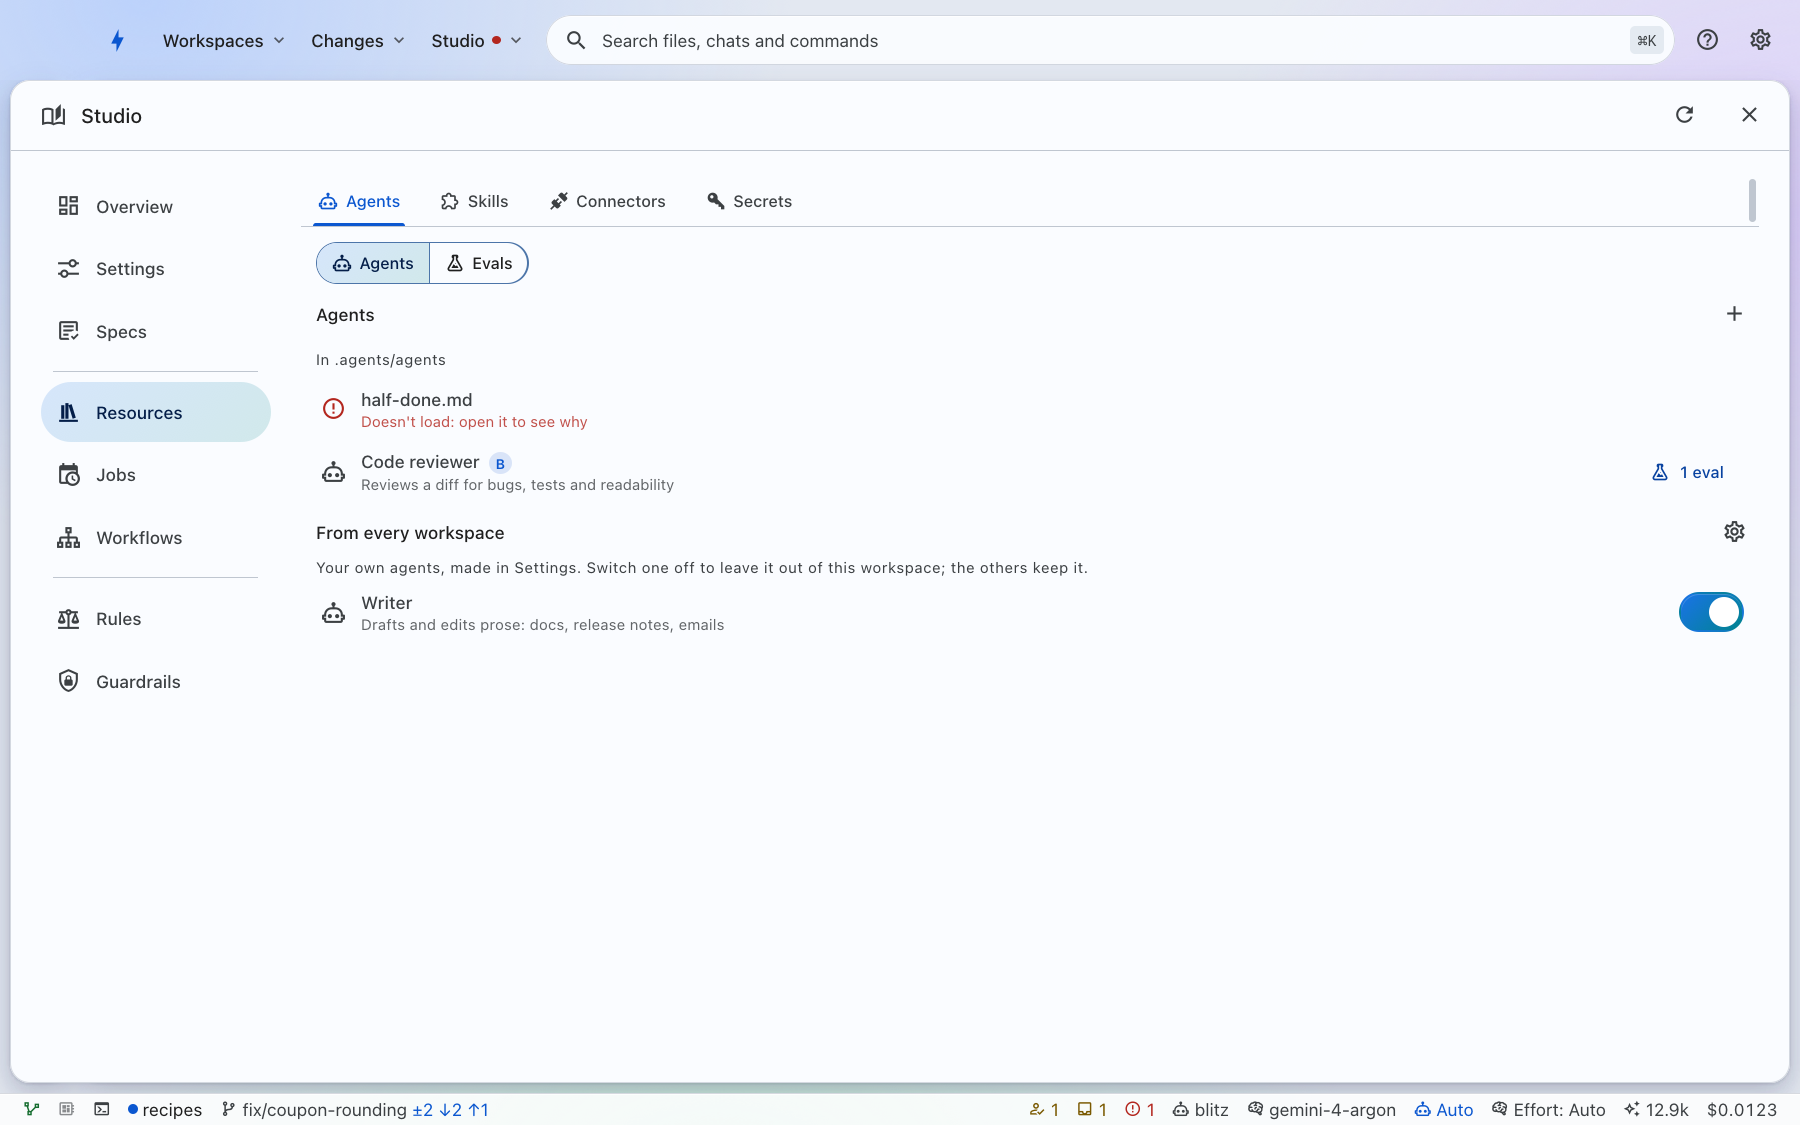 Workspaces
Changes
Studio
Search files, chats and commands
⌘K
Studio
Overview
Settings
Specs
Resources
Jobs
Workflows
Rules
Guardrails
Agents
Skills
Connectors
Secrets
Agents
Evals
Agents
In .agents/agents
half-done.md
Doesn't load: open it to see why
Code reviewer B
Reviews a diff for bugs, tests and readability
1 eval
From every workspace
Your own agents, made in Settings. Switch one off to leave it out of this workspace; the others keep it.
Writer
Drafts and edits prose: docs, release notes, emails
recipes fix/coupon-rounding ±2 ↓2 ↑1 1 1 1 blitz gemini-4-argon Auto Effort: Auto 12.9k $0.0123